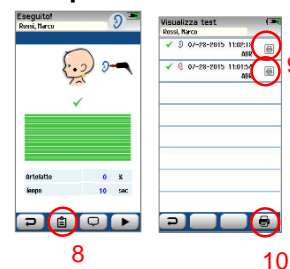 Eseguito!
Rossi, Marco
Artefatto 0 %
Tempo 10 sec
8
Visualizza test
Rossi, Marco
07-28-2015 11:02:12
ABR
07-28-2015 11:01:54
ABR
9
10